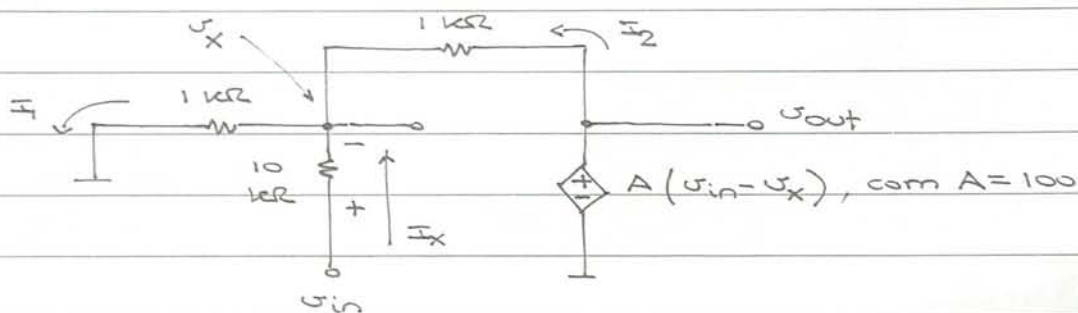 1 kΩ I2
vx
1 kΩ
I1
vout
10 kΩ
-
+
+
-
A (vin - vx), com A = 100
Ix
vin